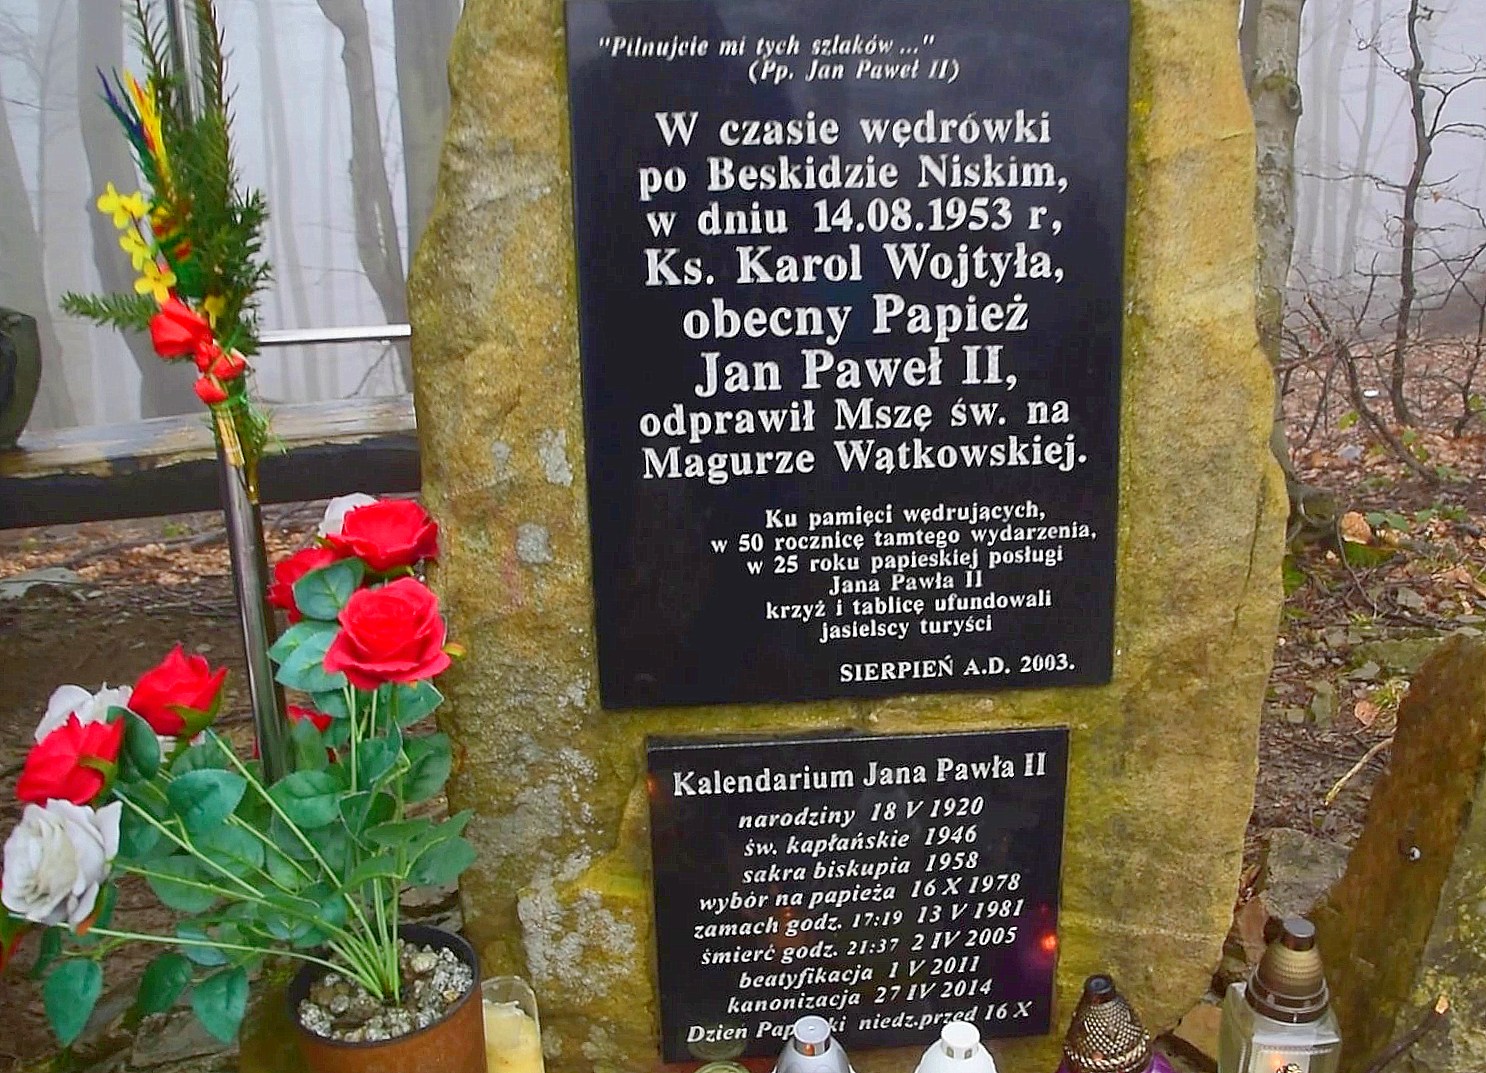 "Pilnujcie mi tych szlaków ..."
(Pp. Jan Paweł II)
W czasie wędrówki
po Beskidzie Niskim,
w dniu 14.08.1953 r,
Ks. Karol Wojtyła,
obecny Papież
Jan Paweł II,
odprawił Mszę św. na
Magurze Wątkowskiej.
Ku pamięci wędrujących,
w 50 rocznicę tamtego wydarzenia,
w 25 roku papieskiej posługi
Jana Pawła II
krzyż i tablicę ufundowali
jasielscy turyści
SIERPIEŃ A.D. 2003.
Kalendarium Jana Pawła II
narodziny 18 V 1920
św. kapłańskie 1946
sakra biskupia 1958
wybór na papieża 16 X 1978
zamach godz. 17:19 13 V 1981
śmierć godz. 21:37 2 IV 2005
beatyfikacja 1 V 2011
kanonizacja 27 IV 2014
Dzień niedz.przed 16 X